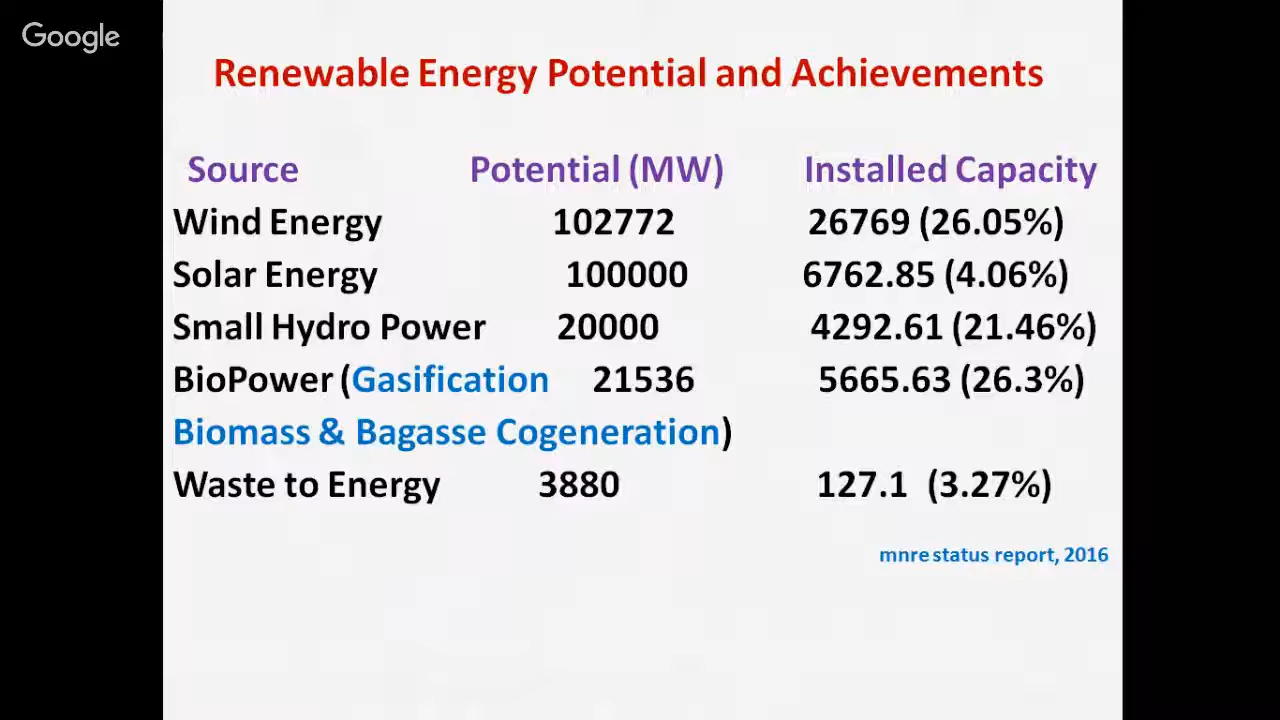 Google
Renewable Energy Potential and Achievements
Source Potential (MW) Installed Capacity
Wind Energy 102772 26769 (26.05%)
Solar Energy 100000 6762.85 (4.06%)
Small Hydro Power 20000 4292.61 (21.46%)
BioPower (Gasification 21536 5665.63 (26.3%)
Biomass & Bagasse Cogeneration)
Waste to Energy 3880 127.1 (3.27%)
mnre status report, 2016